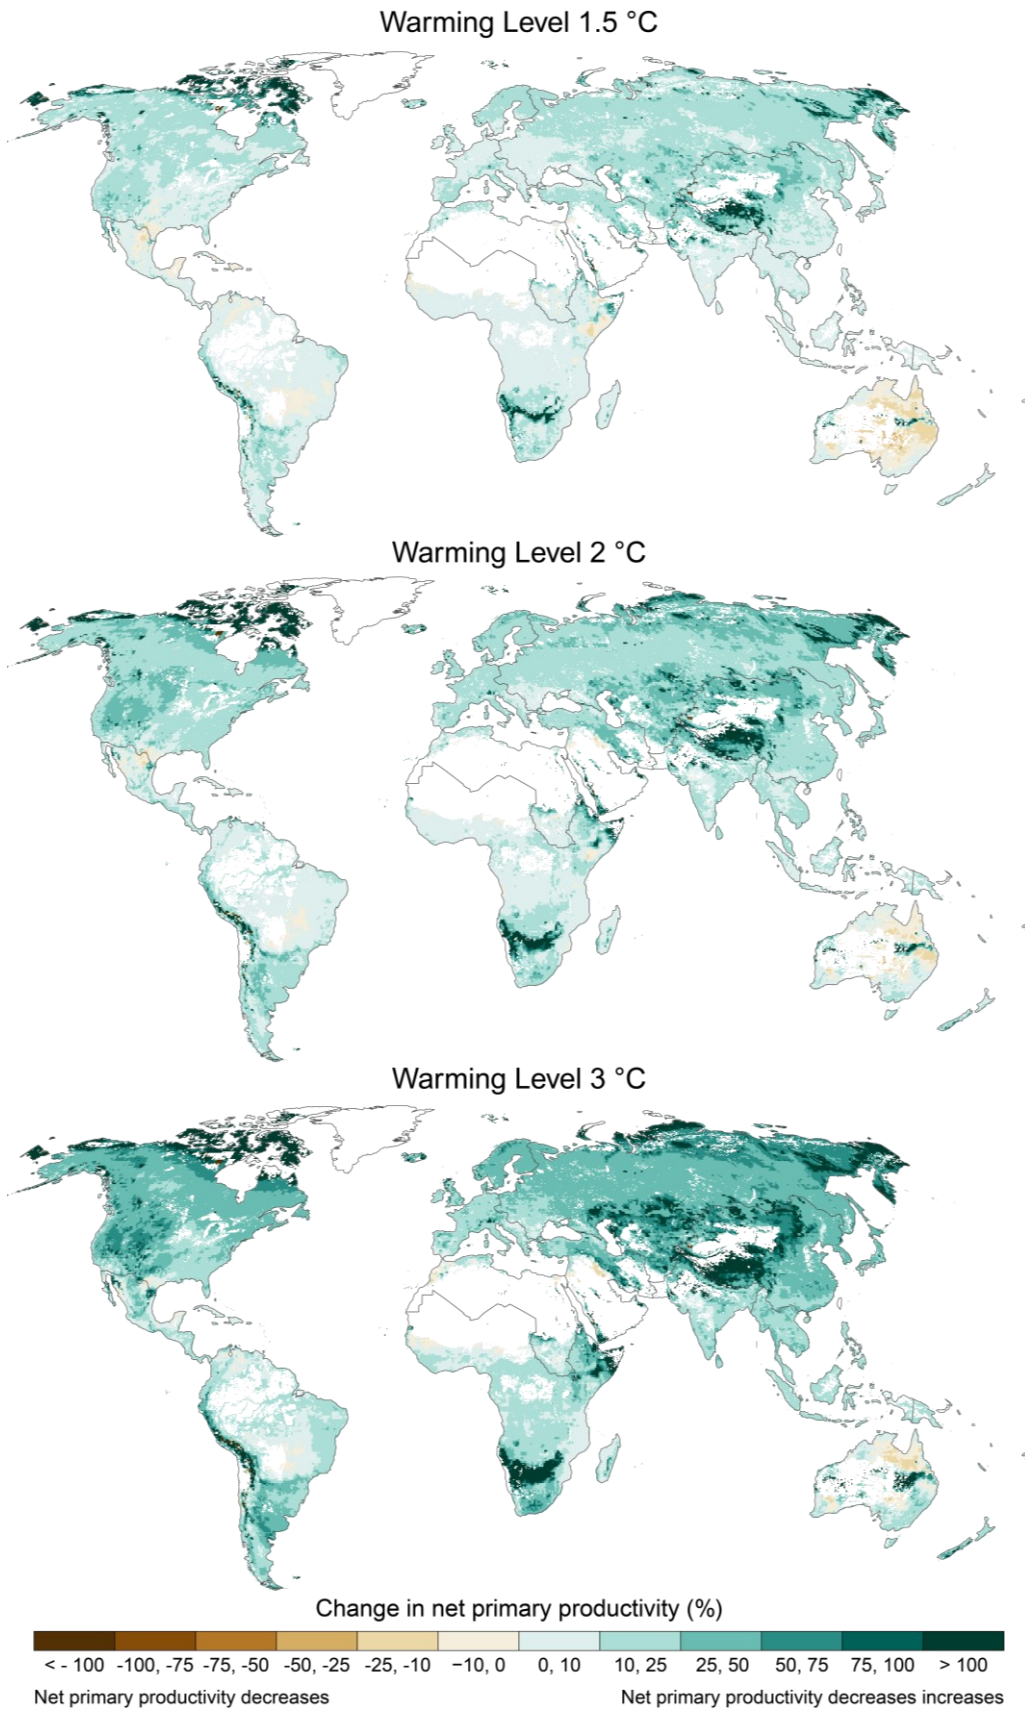 Warming Level 1.5 °C
Warming Level 2 °C
Warming Level 3 °C
Change in net primary productivity (%)
< - 100 -100, -75 -75, -50 -50, -25 -25, -10 −10, 0 0, 10 10, 25 25, 50 50, 75 75, 100 > 100
Net primary productivity decreases Net primary productivity decreases increases